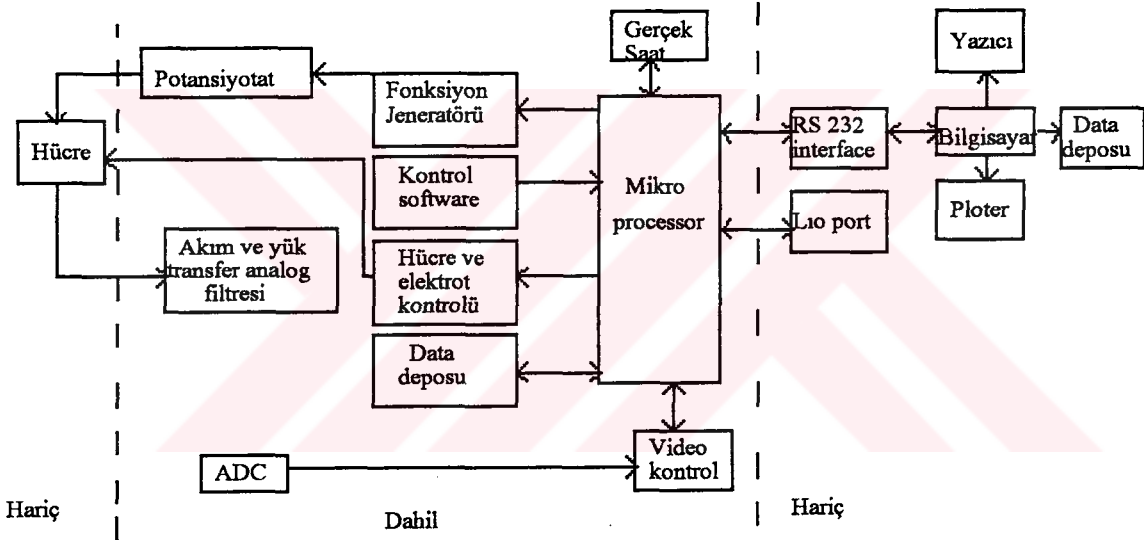 Gerçek
Saat
Yazıcı
Potansiyotat
Fonksiyon
Jeneratörü
RS 232
interface
Bilgisayar
Data
deposu
Hücre
Kontrol
software
Mikro
processor
Ploter
Lıo port
Akım ve yük
transfer analog
filtresi
Hücre ve
elektrot
kontrolü
Data
deposu
Video
kontrol
ADC
Hariç
Dahil
Hariç